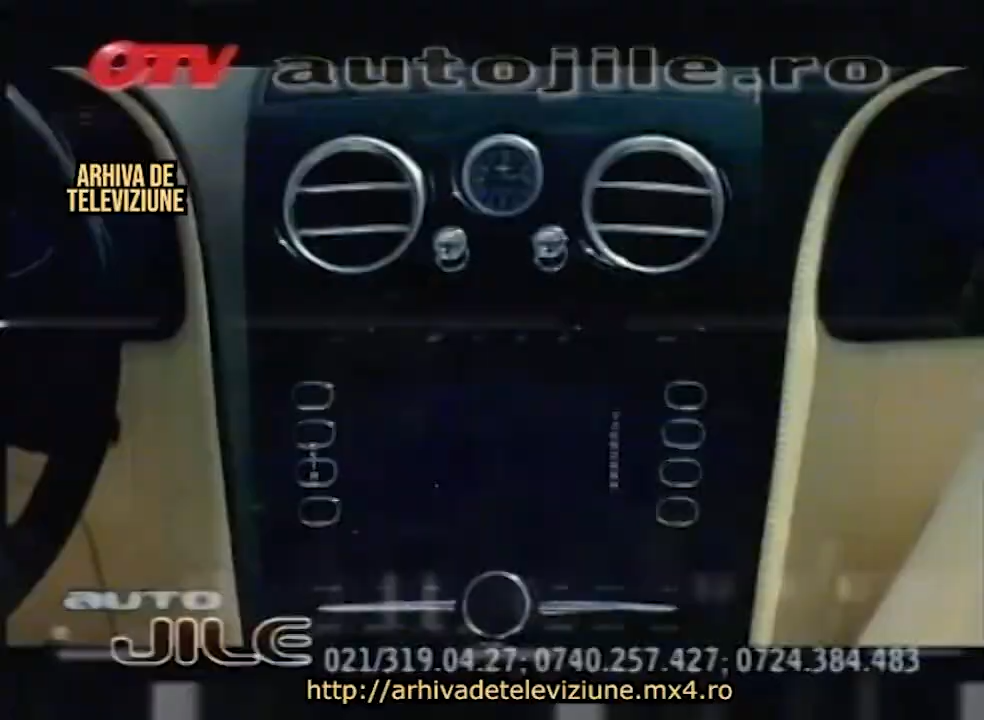 OTV autojile.ro
ARHIVA DE
TELEVIZIUNE
AUTO
JILE
021/319.04.27; 0740.257.427; 0724.384.483
http://arhivadeteleviziune.mx4.ro